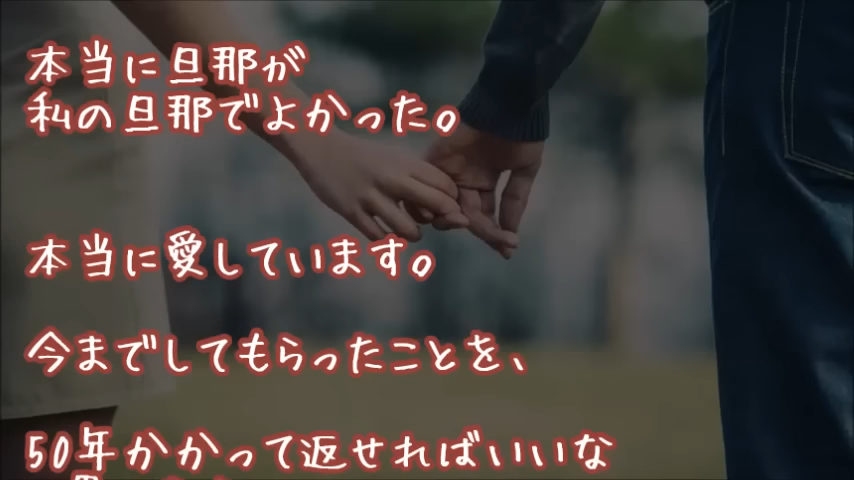 本当に旦那が
私の旦那でよかった。
本当に愛しています。
今までしてもらったことを、
50年かかって返せればいいな